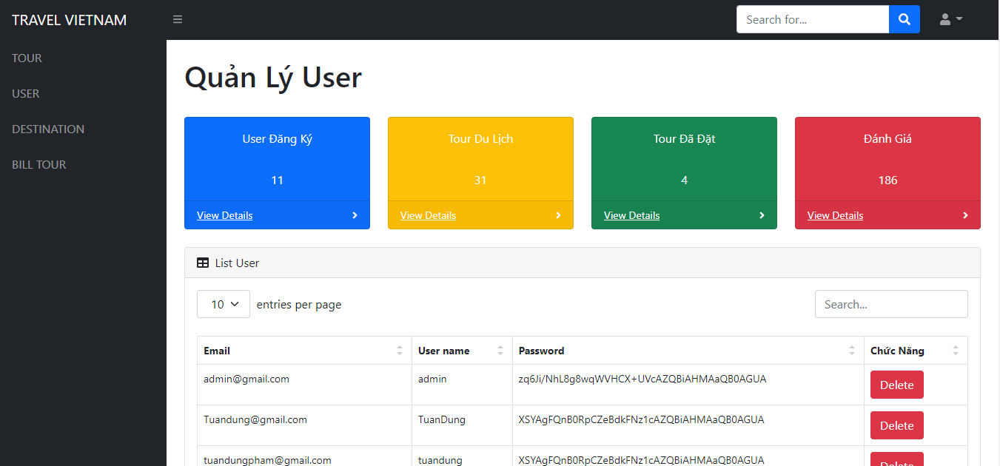 TRAVEL VIETNAM
Search for...
TOUR
USER
DESTINATION
BILL TOUR
Quản Lý User
User Đăng Ký
11
View Details
Tour Du Lịch
31
View Details
Tour Đã Đặt
4
View Details
Đánh Giá
186
View Details
List User
10 entries per page
Search...
Email User name Password Chức Năng
admin@gmail.com admin zq6Ji/NhL8g8wqWVHCX+UVcAZQBiAHMAaQB0AGUA Delete
Tuandung@gmail.com TuanDung XSYAgFQnB0RpCZeBdkFNz1cAZQBiAHMAaQB0AGUA Delete
tuandungpham@gmail.com tuandung XSYAgFQnB0RpCZeBdkFNz1cAZQBiAHMAaQB0AGUA Delete